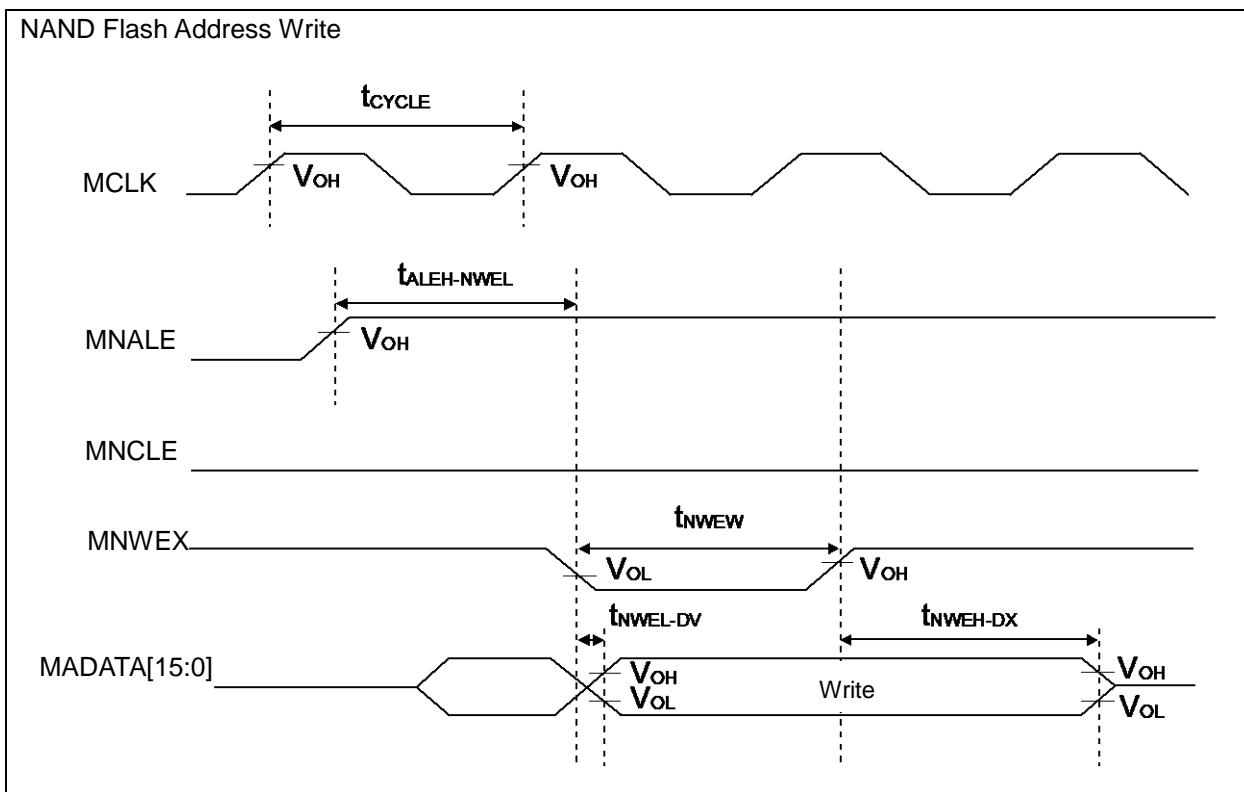 NAND Flash Address Write
tCYCLE
MCLK
VOH
VOH
tALEH-NWEL
MNALE
VOH
MNCLE
tNWEW
MNWEX
VOL
VOH
tNWEL-DV
tNWEH-DX
MADATA[15:0]
VOH
VOL
Write
VOH
VOL